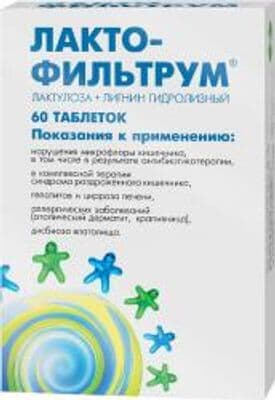 ЛАКТО-
ФИЛЬТРУМ®
ЛАКТУЛОЗА + ЛИГНИН ГИДРОЛИЗНЫЙ
60 ТАБЛЕТОК
Показания к применению:
нарушения микрофлоры кишечника,
в том числе в результате антибиотикотерапии,
в комплексной терапии
синдрома раздраженного кишечника,
гепатитов и цирроза печени,
аллергических заболеваний
(атопический дерматит, крапивница),
дисбиоза влагалища.